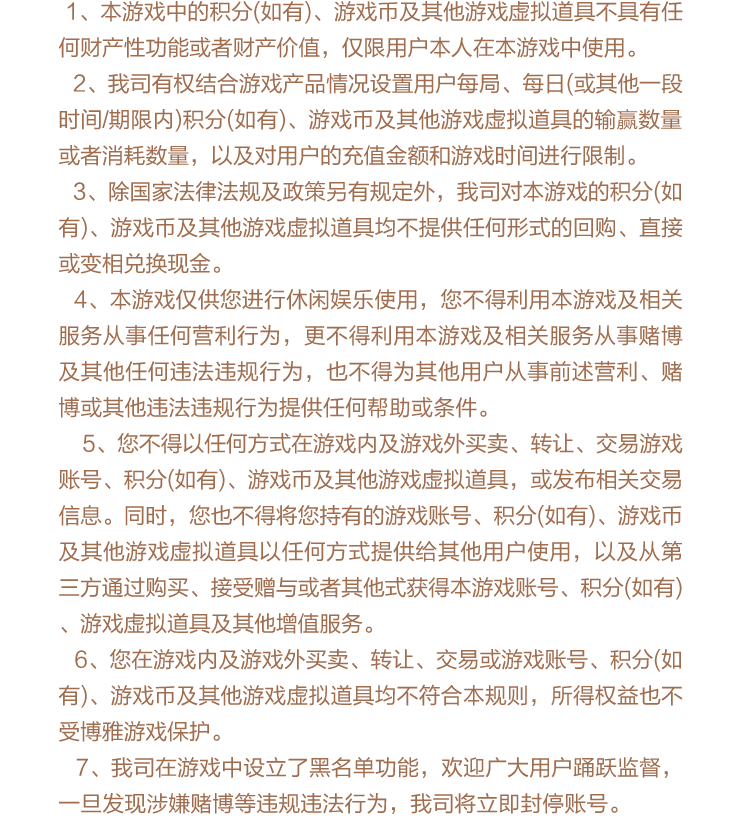 1、本游戏中的积分(如有)、游戏币及其他游戏虚拟道具不具有任
何财产性功能或者财产价值，仅限用户本人在本游戏中使用。
2、我司有权结合游戏产品情况设置用户每局、每日(或其他一段
时间/期限内)积分(如有)、游戏币及其他游戏虚拟道具的输赢数量
或者消耗数量，以及对用户的充值金额和游戏时间进行限制。
3、除国家法律法规及政策另有规定外，我司对本游戏的积分(如
有)、游戏币及其他游戏虚拟道具均不提供任何形式的回购、直接
或变相兑换现金。
4、本游戏仅供您进行休闲娱乐使用，您不得利用本游戏及相关
服务从事任何营利行为，更不得利用本游戏及相关服务从事赌博
及其他任何违法违规行为，也不得为其他用户从事前述营利、赌
博或其他违法违规行为提供任何帮助或条件。
5、您不得以任何方式在游戏内及游戏外买卖、转让、交易游戏
账号、积分(如有)、游戏币及其他游戏虚拟道具，或发布相关交易
信息。同时，您也不得将您持有的游戏账号、积分(如有)、游戏币
及其他游戏虚拟道具以任何方式提供给其他用户使用，以及从第
三方通过购买、接受赠与或者其他式获得本游戏账号、积分(如有)
、游戏虚拟道具及其他增值服务。
6、您在游戏内及游戏外买卖、转让、交易或游戏账号、积分(如
有)、游戏币及其他游戏虚拟道具均不符合本规则，所得权益也不
受博雅游戏保护。
7、我司在游戏中设立了黑名单功能，欢迎广大用户踊跃监督，
一旦发现涉嫌赌博等违规违法行为，我司将立即封停账号。